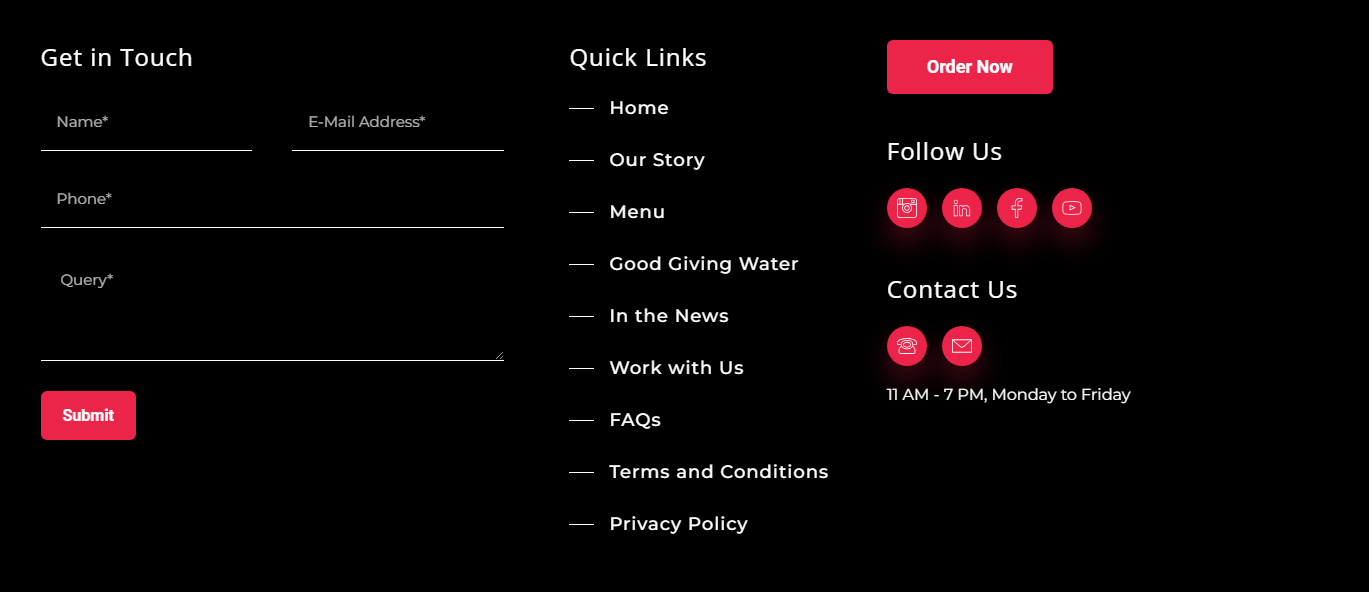 Get in Touch
Name*
E-Mail Address*
Phone*
Query*
Submit
Quick Links
Home
Our Story
Menu
Good Giving Water
In the News
Work with Us
FAQs
Terms and Conditions
Privacy Policy
Order Now
Follow Us
Contact Us
11 AM - 7 PM, Monday to Friday